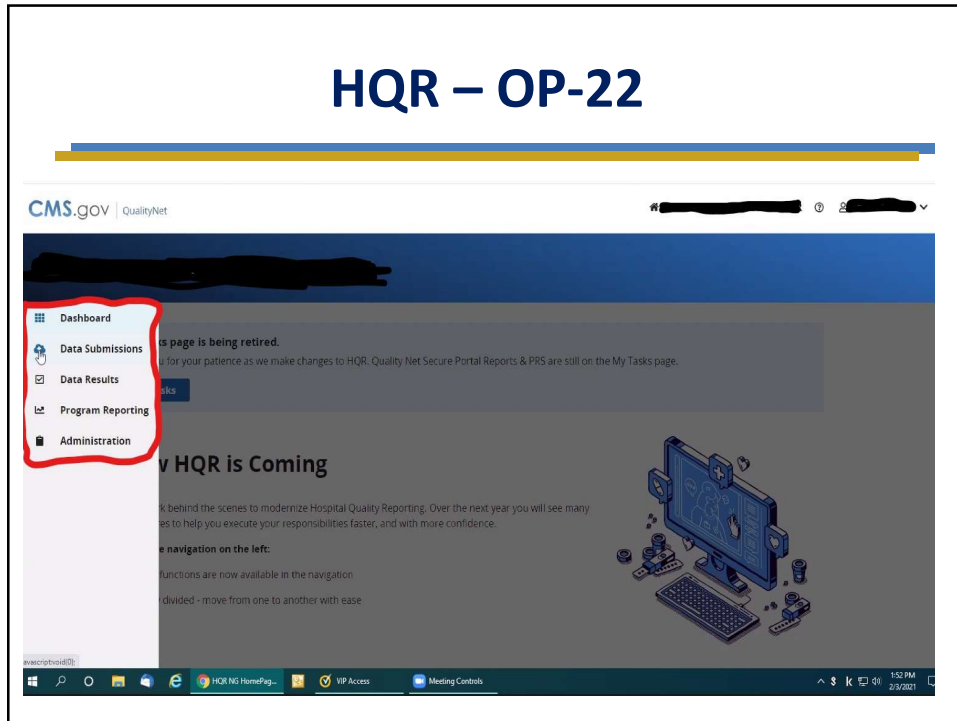 HQR – OP-22
CMS.gov | QualityNet
Dashboard
Data Submissions
Data Results
Program Reporting
Administration
ks page is being retired.
u for your patience as we make changes to HQR. Quality Net Secure Portal Reports & PRS are still on the My Tasks page.
sks
w HQR is Coming
k behind the scenes to modernize Hospital Quality Reporting. Over the next year you will see many
es to help you execute your responsibilities faster, and with more confidence.
e navigation on the left:
functions are now available in the navigation
divided - move from one to another with ease
avascript:void(0);
HQR NG HomePag...
VIP Access
Meeting Controls
1:52 PM
2/3/2021